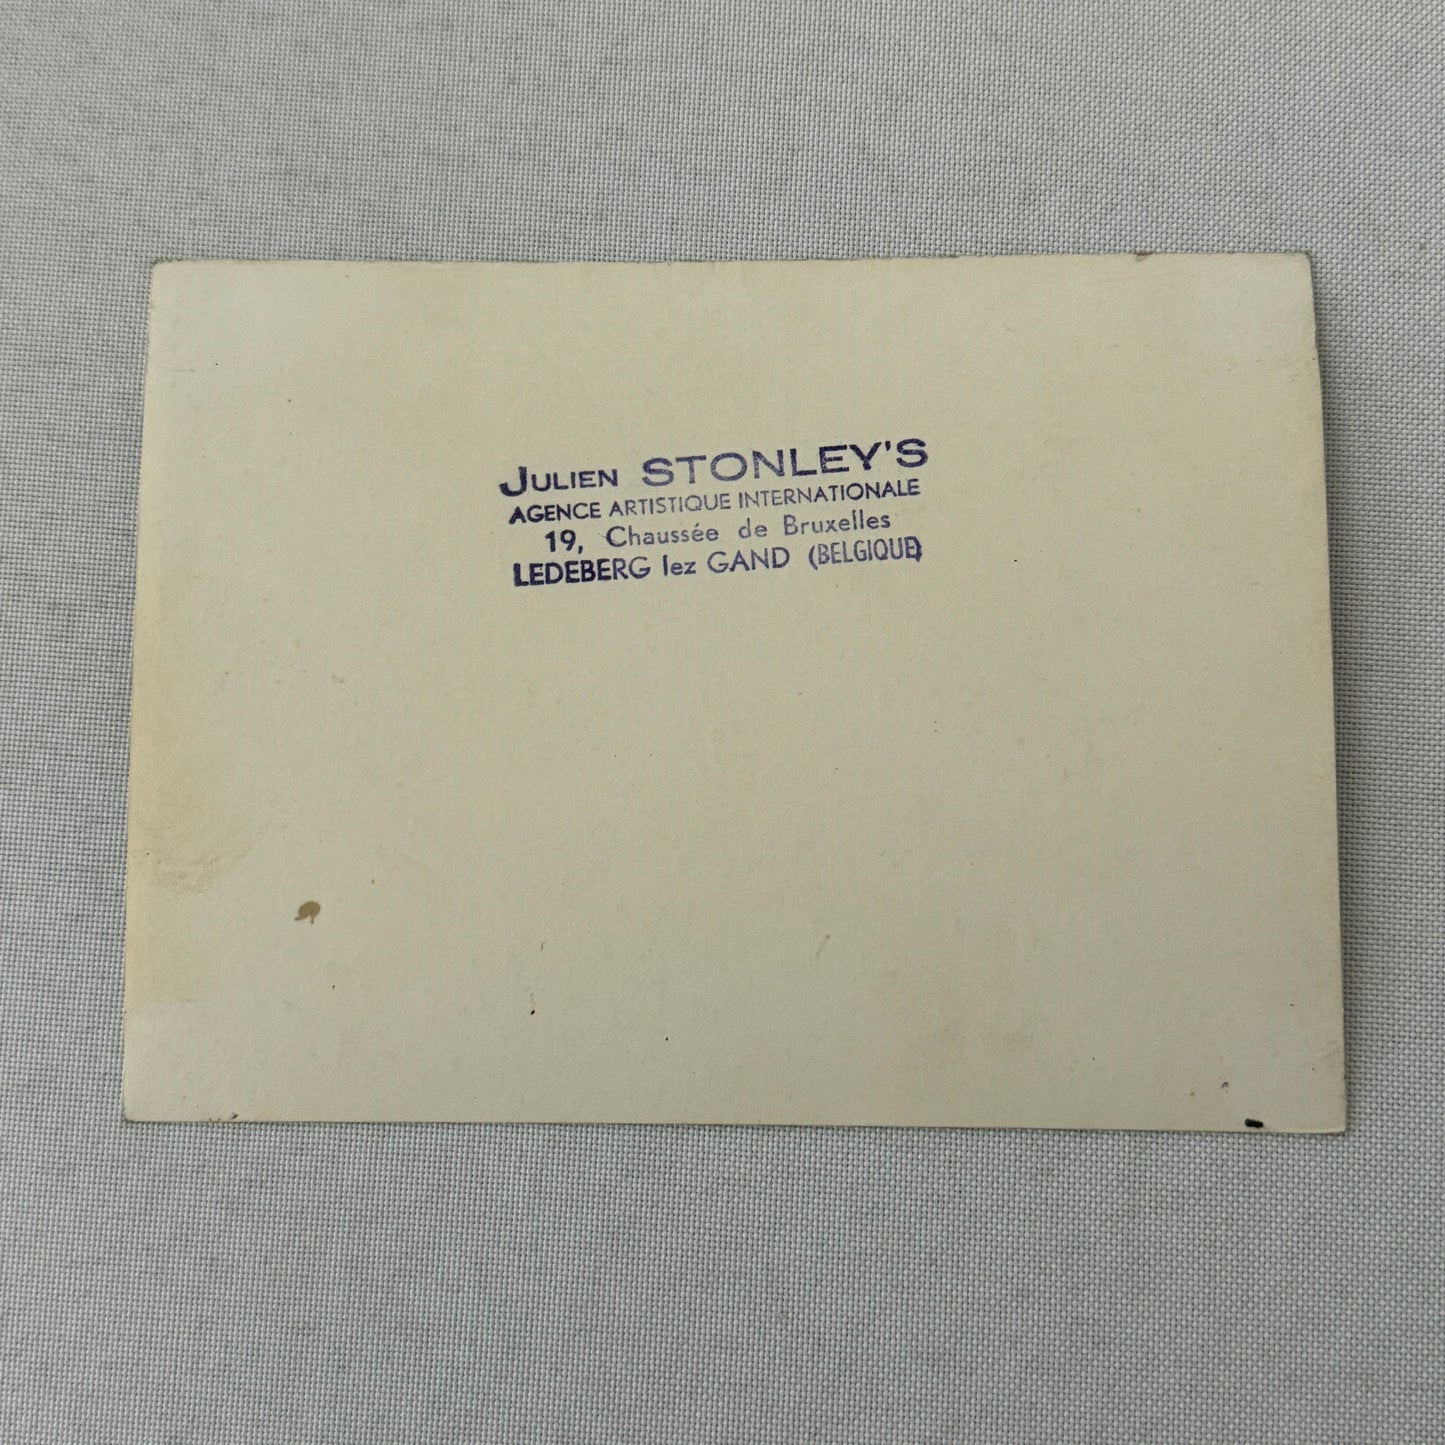 JULIEN STONLEY'S
AGENCE ARTISTIQUE INTERNATIONALE
19, Chaussée de Bruxelles
LEDEBERG lez GAND (BELGIQUE)